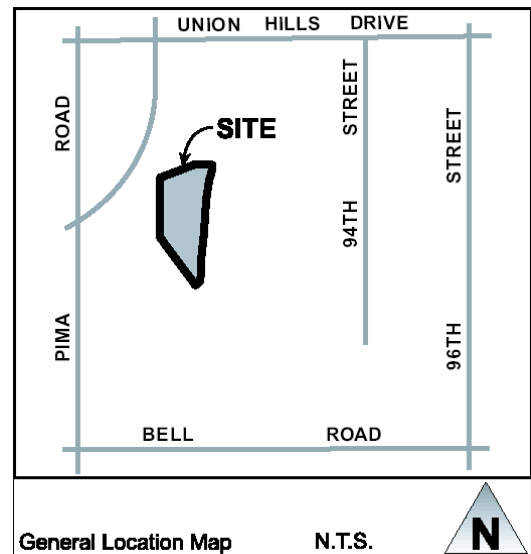 UNION HILLS DRIVE
PIMA ROAD
SITE
94TH STREET
96TH STREET
BELL ROAD
General Location Map N.T.S.
N